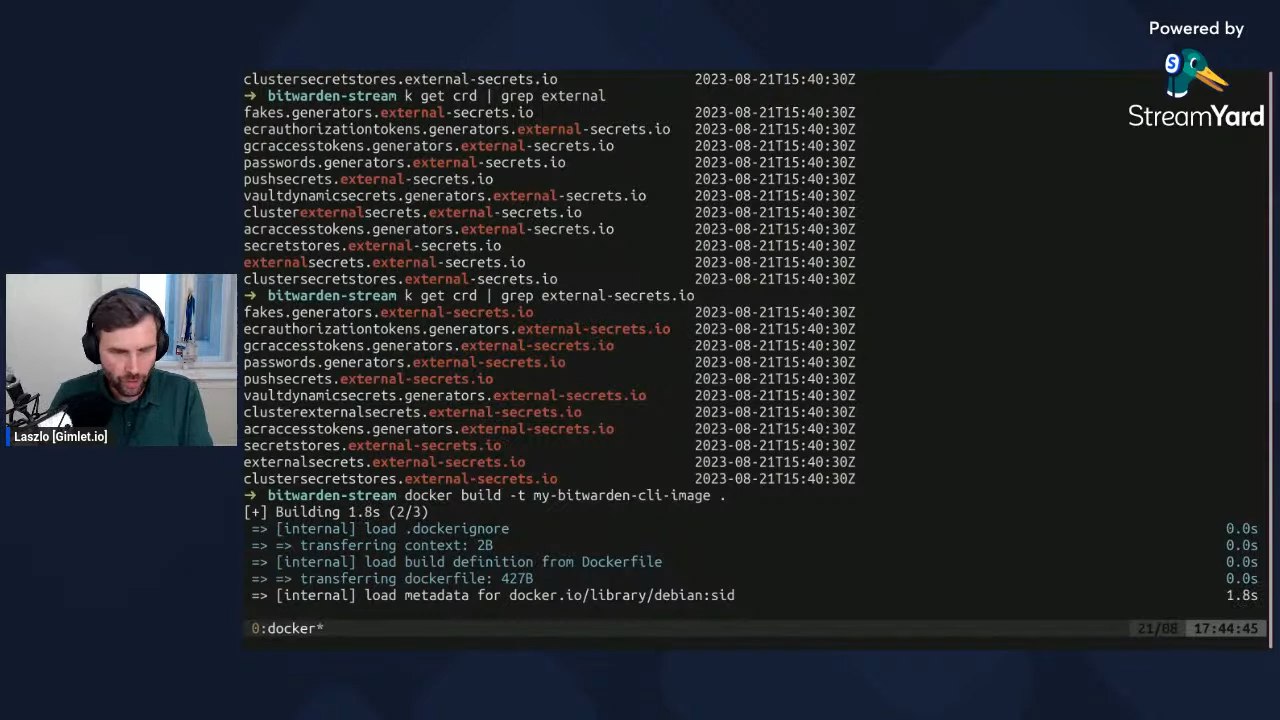 Powered by
S
StreamYard
clustersecretstores.external-secrets.io 2023-08-21T15:40:30Z
→ bitwarden-stream k get crd | grep external
fakes.generators.external-secrets.io 2023-08-21T15:40:30Z
ecrauthorizationtokens.generators.external-secrets.io 2023-08-21T15:40:30Z
gcraccesstokens.generators.external-secrets.io 2023-08-21T15:40:30Z
passwords.generators.external-secrets.io 2023-08-21T15:40:30Z
pushsecrets.external-secrets.io 2023-08-21T15:40:30Z
vaultdynamicsecrets.generators.external-secrets.io 2023-08-21T15:40:30Z
clusterexternalsecrets.external-secrets.io 2023-08-21T15:40:30Z
acraccesstokens.generators.external-secrets.io 2023-08-21T15:40:30Z
secretstores.external-secrets.io 2023-08-21T15:40:30Z
externalsecrets.external-secrets.io 2023-08-21T15:40:30Z
clustersecretstores.external-secrets.io 2023-08-21T15:40:30Z
→ bitwarden-stream k get crd | grep external-secrets.io
fakes.generators.external-secrets.io 2023-08-21T15:40:30Z
ecrauthorizationtokens.generators.external-secrets.io 2023-08-21T15:40:30Z
gcraccesstokens.generators.external-secrets.io 2023-08-21T15:40:30Z
passwords.generators.external-secrets.io 2023-08-21T15:40:30Z
pushsecrets.external-secrets.io 2023-08-21T15:40:30Z
vaultdynamicsecrets.generators.external-secrets.io 2023-08-21T15:40:30Z
clusterexternalsecrets.external-secrets.io 2023-08-21T15:40:30Z
acraccesstokens.generators.external-secrets.io 2023-08-21T15:40:30Z
secretstores.external-secrets.io 2023-08-21T15:40:30Z
externalsecrets.external-secrets.io 2023-08-21T15:40:30Z
clustersecretstores.external-secrets.io 2023-08-21T15:40:30Z
→ bitwarden-stream docker build -t my-bitwarden-cli-image .
[+] Building 1.8s (2/3)
=> [internal] load .dockerignore 0.0s
=> => transferring context: 2B 0.0s
=> [internal] load build definition from Dockerfile 0.0s
=> => transferring dockerfile: 427B 0.0s
=> [internal] load metadata for docker.io/library/debian:sid 1.8s
0:docker* 21/08 17:44:45
Laszlo [Gimlet.io]